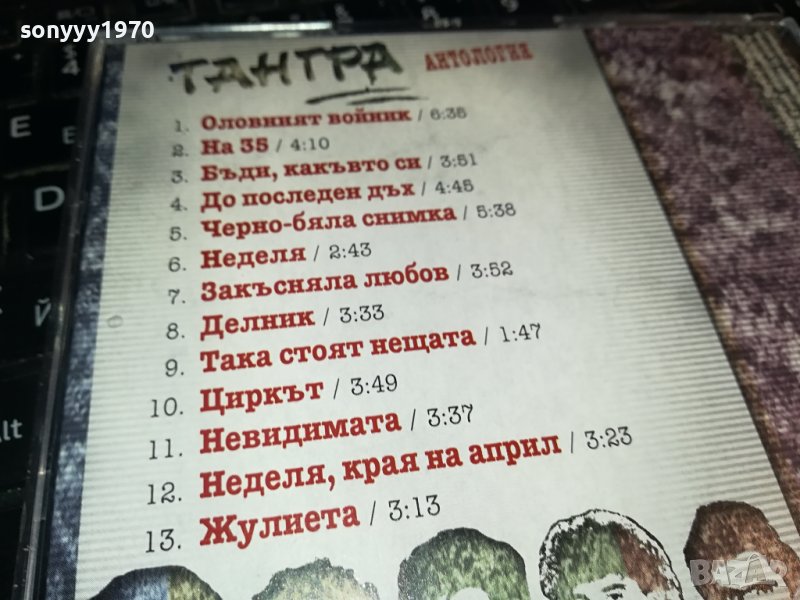 sonyyy1970
ТАНГРА АНТОЛОГИЯ
1. Оловният войник / 6:35
2. На 35 / 4:10
3. Бъди, какъвто си / 3:51
4. До последен дъх / 4:45
5. Черно-бяла снимка / 5:38
6. Неделя / 2:43
7. Закъсняла любов / 3:52
8. Делник / 3:33
9. Така стоят нещата / 1:47
10. Циркът / 3:49
11. Невидимата / 3:37
12. Неделя, края на април / 3:23
13. Жулиета / 3:13
E
D
Й
lt
bazar.bg